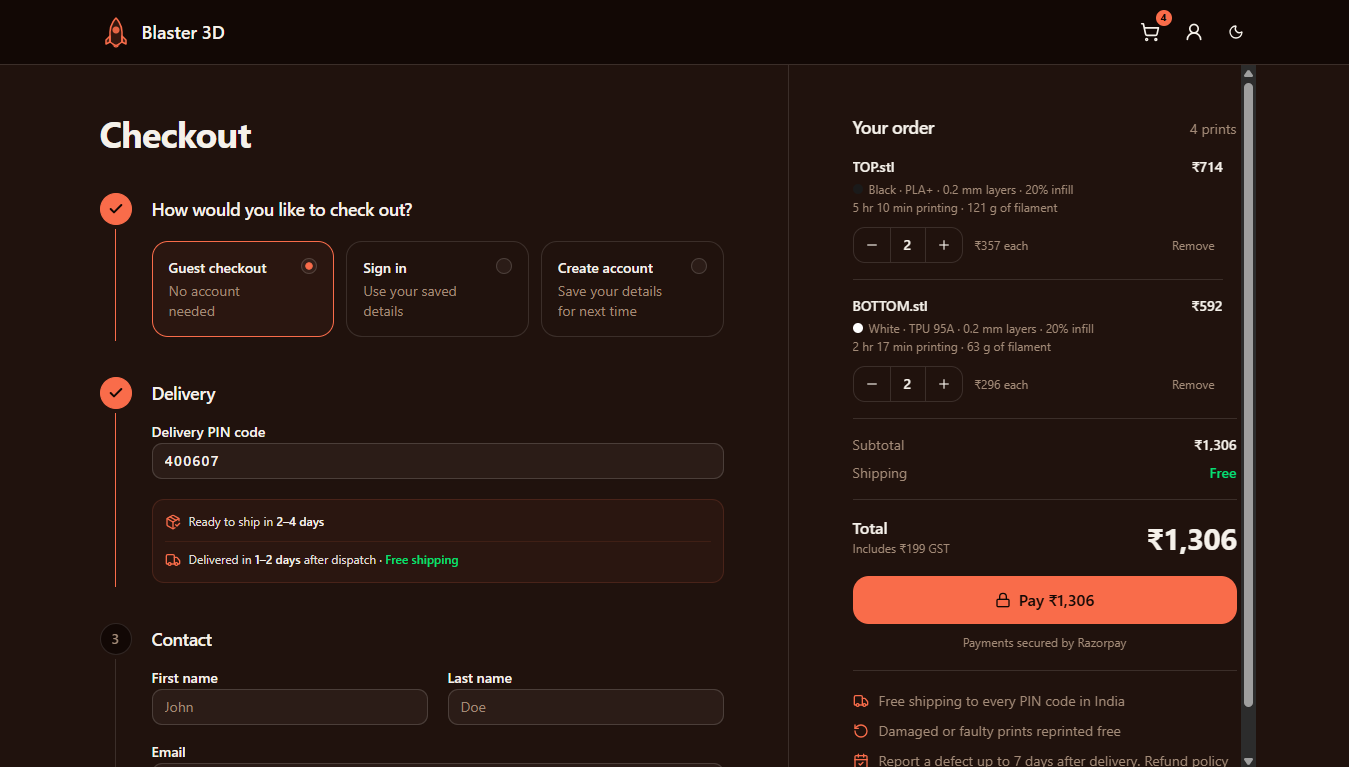 Blaster 3D
4
Checkout
How would you like to check out?
Guest checkout
No account
needed
Sign in
Use your saved
details
Create account
Save your details
for next time
Delivery
Delivery PIN code
400607
Ready to ship in 2–4 days
Delivered in 1–2 days after dispatch · Free shipping
3
Contact
First name
John
Last name
Doe
Email
Your order
4 prints
TOP.stl
₹714
Black · PLA+ · 0.2 mm layers · 20% infill
5 hr 10 min printing · 121 g of filament
− 2 + ₹357 each
Remove
BOTTOM.stl
₹592
White · TPU 95A · 0.2 mm layers · 20% infill
2 hr 17 min printing · 63 g of filament
− 2 + ₹296 each
Remove
Subtotal
₹1,306
Shipping
Free
Total
Includes ₹199 GST
₹1,306
Pay ₹1,306
Payments secured by Razorpay
Free shipping to every PIN code in India
Damaged or faulty prints reprinted free
Report a defect up to 7 days after delivery. Refund policy